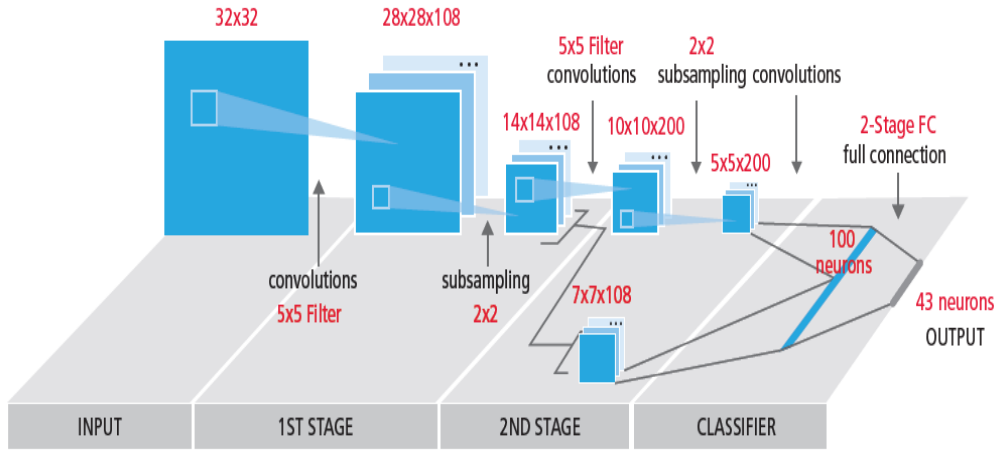 32x32
28x28x108
5x5 Filter
convolutions
2x2
subsampling
convolutions
14x14x108
10x10x200
5x5x200
2-Stage FC
full connection
convolutions
5x5 Filter
subsampling
2x2
7x7x108
100
neurons
43 neurons
OUTPUT
INPUT
1ST STAGE
2ND STAGE
CLASSIFIER